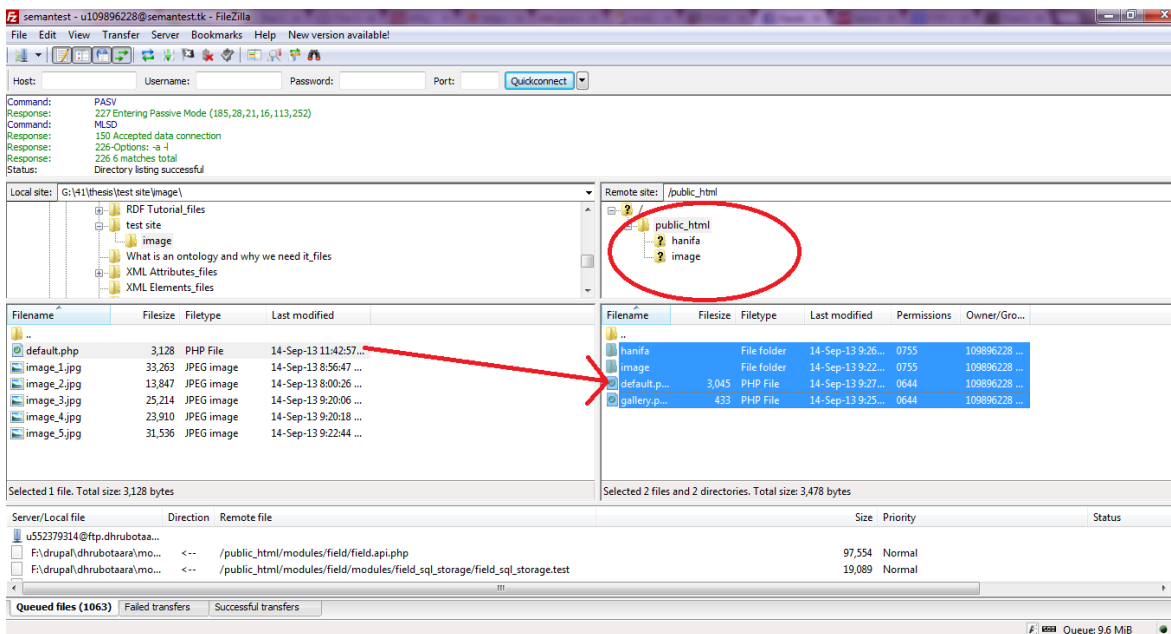 semantest - u109896228@semantest.tk - FileZilla
File Edit View Transfer Server Bookmarks Help New version available!
Host: Username: Password: Port: Quickconnect
Command: PASV
Response: 227 Entering Passive Mode (185,28,21,16,113,252)
Command: MLSD
Response: 150 Accepted data connection
Response: 226-Options: -a -l
Response: 226 6 matches total
Status: Directory listing successful
Local site: G:\41\thesis\test site\image\
RDF Tutorial_files
test site
image
What is an ontology and why we need it_files
XML Attributes_files
XML Elements_files
Remote site: /public_html
/
public_html
? hanifa
? image
Filename Filesize Filetype Last modified
..
default.php 3,128 PHP File 14-Sep-13 11:42:57...
image_1.jpg 33,263 JPEG image 14-Sep-13 8:56:47 ...
image_2.jpg 13,847 JPEG image 14-Sep-13 8:00:26 ...
image_3.jpg 25,214 JPEG image 14-Sep-13 9:20:06 ...
image_4.jpg 23,910 JPEG image 14-Sep-13 9:20:18 ...
image_5.jpg 31,536 JPEG image 14-Sep-13 9:22:44 ...
Selected 1 file. Total size: 3,128 bytes
Filename Filesize Filetype Last modified Permissions Owner/Gro...
..
hanifa File folder 14-Sep-13 9:26... 0755 109896228 ...
image File folder 14-Sep-13 9:22... 0755 109896228 ...
default.p... 3,045 PHP File 14-Sep-13 9:27... 0644 109896228 ...
gallery.p... 433 PHP File 14-Sep-13 9:25... 0644 109896228 ...
Selected 2 files and 2 directories. Total size: 3,478 bytes
Server/Local file Direction Remote file Size Priority Status
u552379314@ftp.dhrubotaa...
F:\drupal\dhrubotaara\mo... <-- /public_html/modules/field/field.api.php 97,554 Normal
F:\drupal\dhrubotaara\mo... <-- /public_html/modules/field/modules/field_sql_storage/field_sql_storage.test 19,089 Normal
Queued files (1063) Failed transfers Successful transfers
Queue: 9.6 MiB